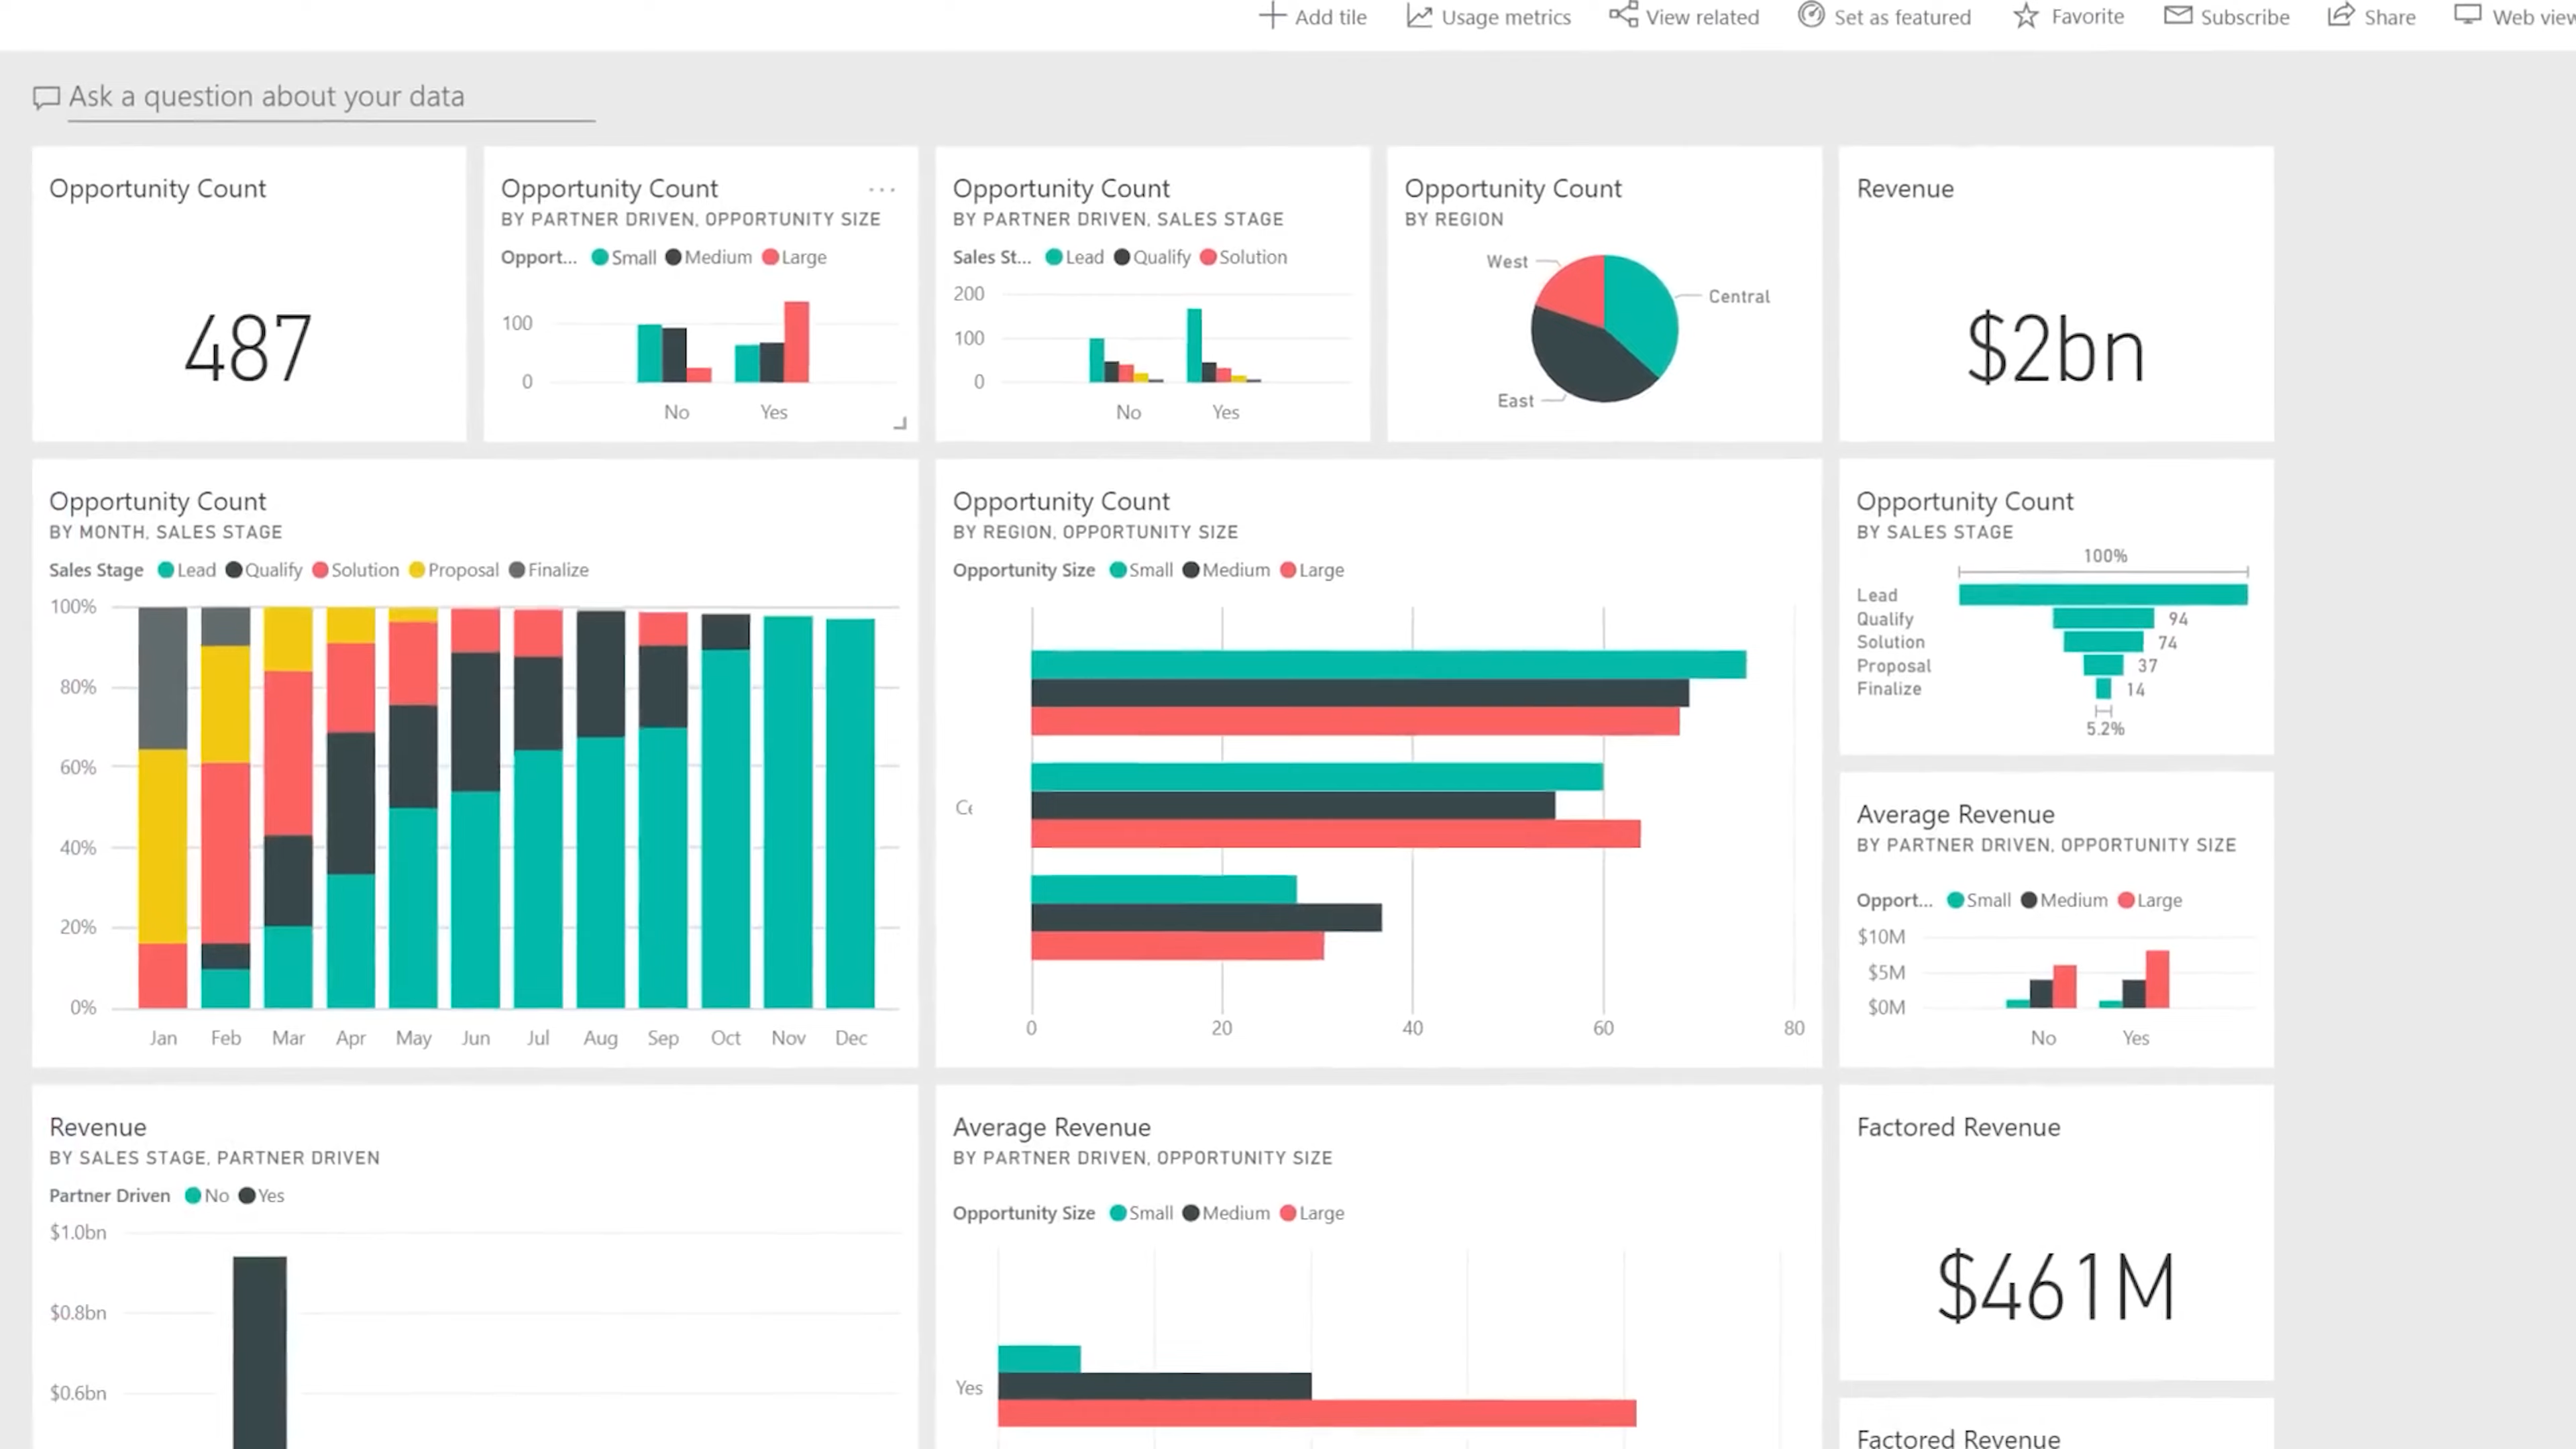 Add tile Usage metrics View related Set as featured Favorite Subscribe Share Web view
Ask a question about your data
Opportunity Count
487
Opportunity Count
BY PARTNER DRIVEN, OPPORTUNITY SIZE
Opport... Small Medium Large
100
0
No Yes
Opportunity Count
BY PARTNER DRIVEN, SALES STAGE
Sales St... Lead Qualify Solution
200
100
0
No Yes
Opportunity Count
BY REGION
West
Central
East
Revenue
$2bn
Opportunity Count
BY MONTH, SALES STAGE
Sales Stage Lead Qualify Solution Proposal Finalize
100%
80%
60%
40%
20%
0%
Jan Feb Mar Apr May Jun Jul Aug Sep Oct Nov Dec
Opportunity Count
BY REGION, OPPORTUNITY SIZE
Opportunity Size Small Medium Large
0 20 40 60 80
Opportunity Count
BY SALES STAGE
100%
Lead
Qualify 94
Solution 74
Proposal 37
Finalize 14
5.2%
Average Revenue
BY PARTNER DRIVEN, OPPORTUNITY SIZE
Opport... Small Medium Large
$10M
$5M
$0M
No Yes
Revenue
BY SALES STAGE, PARTNER DRIVEN
Partner Driven No Yes
$1.0bn
$0.8bn
$0.6bn
Average Revenue
BY PARTNER DRIVEN, OPPORTUNITY SIZE
Opportunity Size Small Medium Large
Yes
Factored Revenue
$461M
Factored Revenue